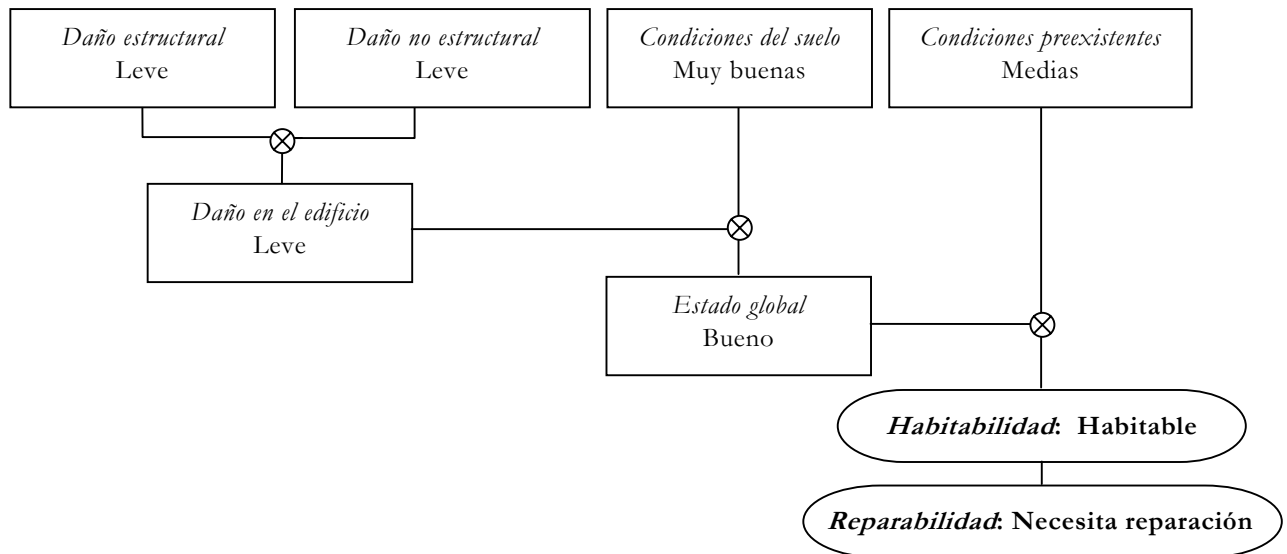 Daño estructural
Leve
Daño no estructural
Leve
Condiciones del suelo
Muy buenas
Condiciones preexistentes
Medias
Daño en el edificio
Leve
Estado global
Bueno
Habitabilidad: Habitable
Reparabilidad: Necesita reparación